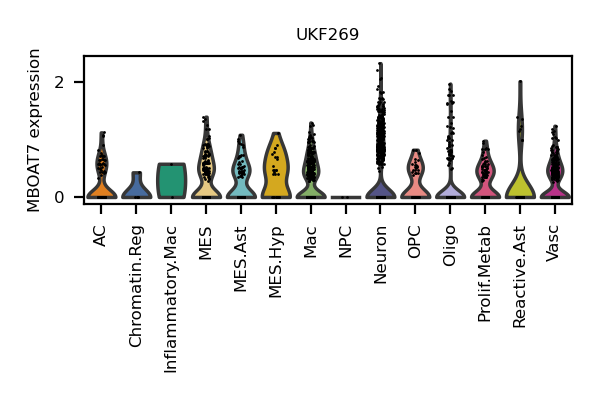 UKF269
MBOAT7 expression
2
0
AC
Chromatin.Reg
Inflammatory.Mac
MES
MES.Ast
MES.Hyp
Mac
NPC
Neuron
OPC
Oligo
Prolif.Metab
Reactive.Ast
Vasc